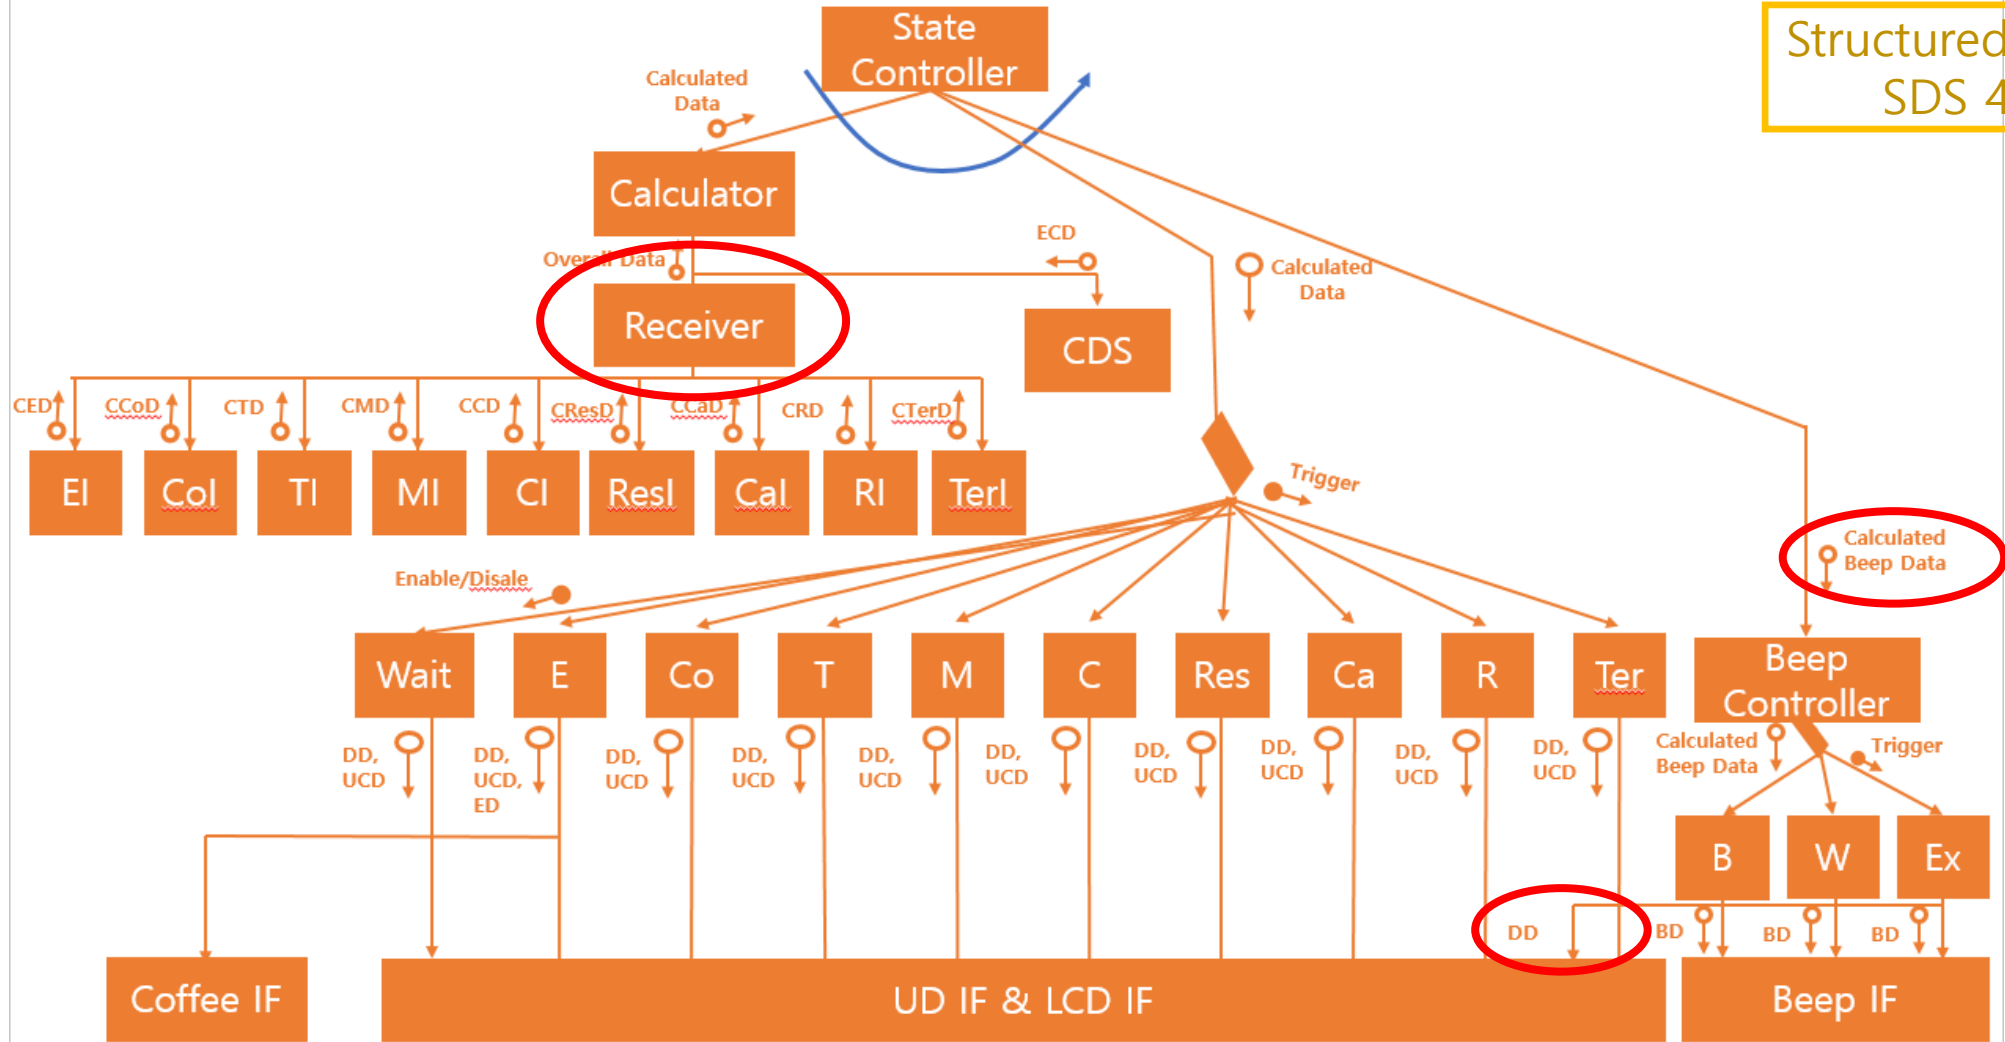 State
Controller
Structured
SDS 4
Calculated
Data
Calculator
Overall Data
ECD
Calculated
Data
Receiver
CDS
CED
CCoD
CTD
CMD
CCD
CResD
CCaD
CRD
CTerD
EI
CoI
TI
MI
CI
ResI
CaI
RI
TerI
Trigger
Enable/Disale
Calculated
Beep Data
Wait
E
Co
T
M
C
Res
Ca
R
Ter
Beep
Controller
DD,
UCD
DD,
UCD,
ED
DD,
UCD
DD,
UCD
DD,
UCD
DD,
UCD
DD,
UCD
DD,
UCD
DD,
UCD
DD,
UCD
Calculated
Beep Data
Trigger
B
W
Ex
DD
BD
BD
BD
Coffee IF
UD IF & LCD IF
Beep IF